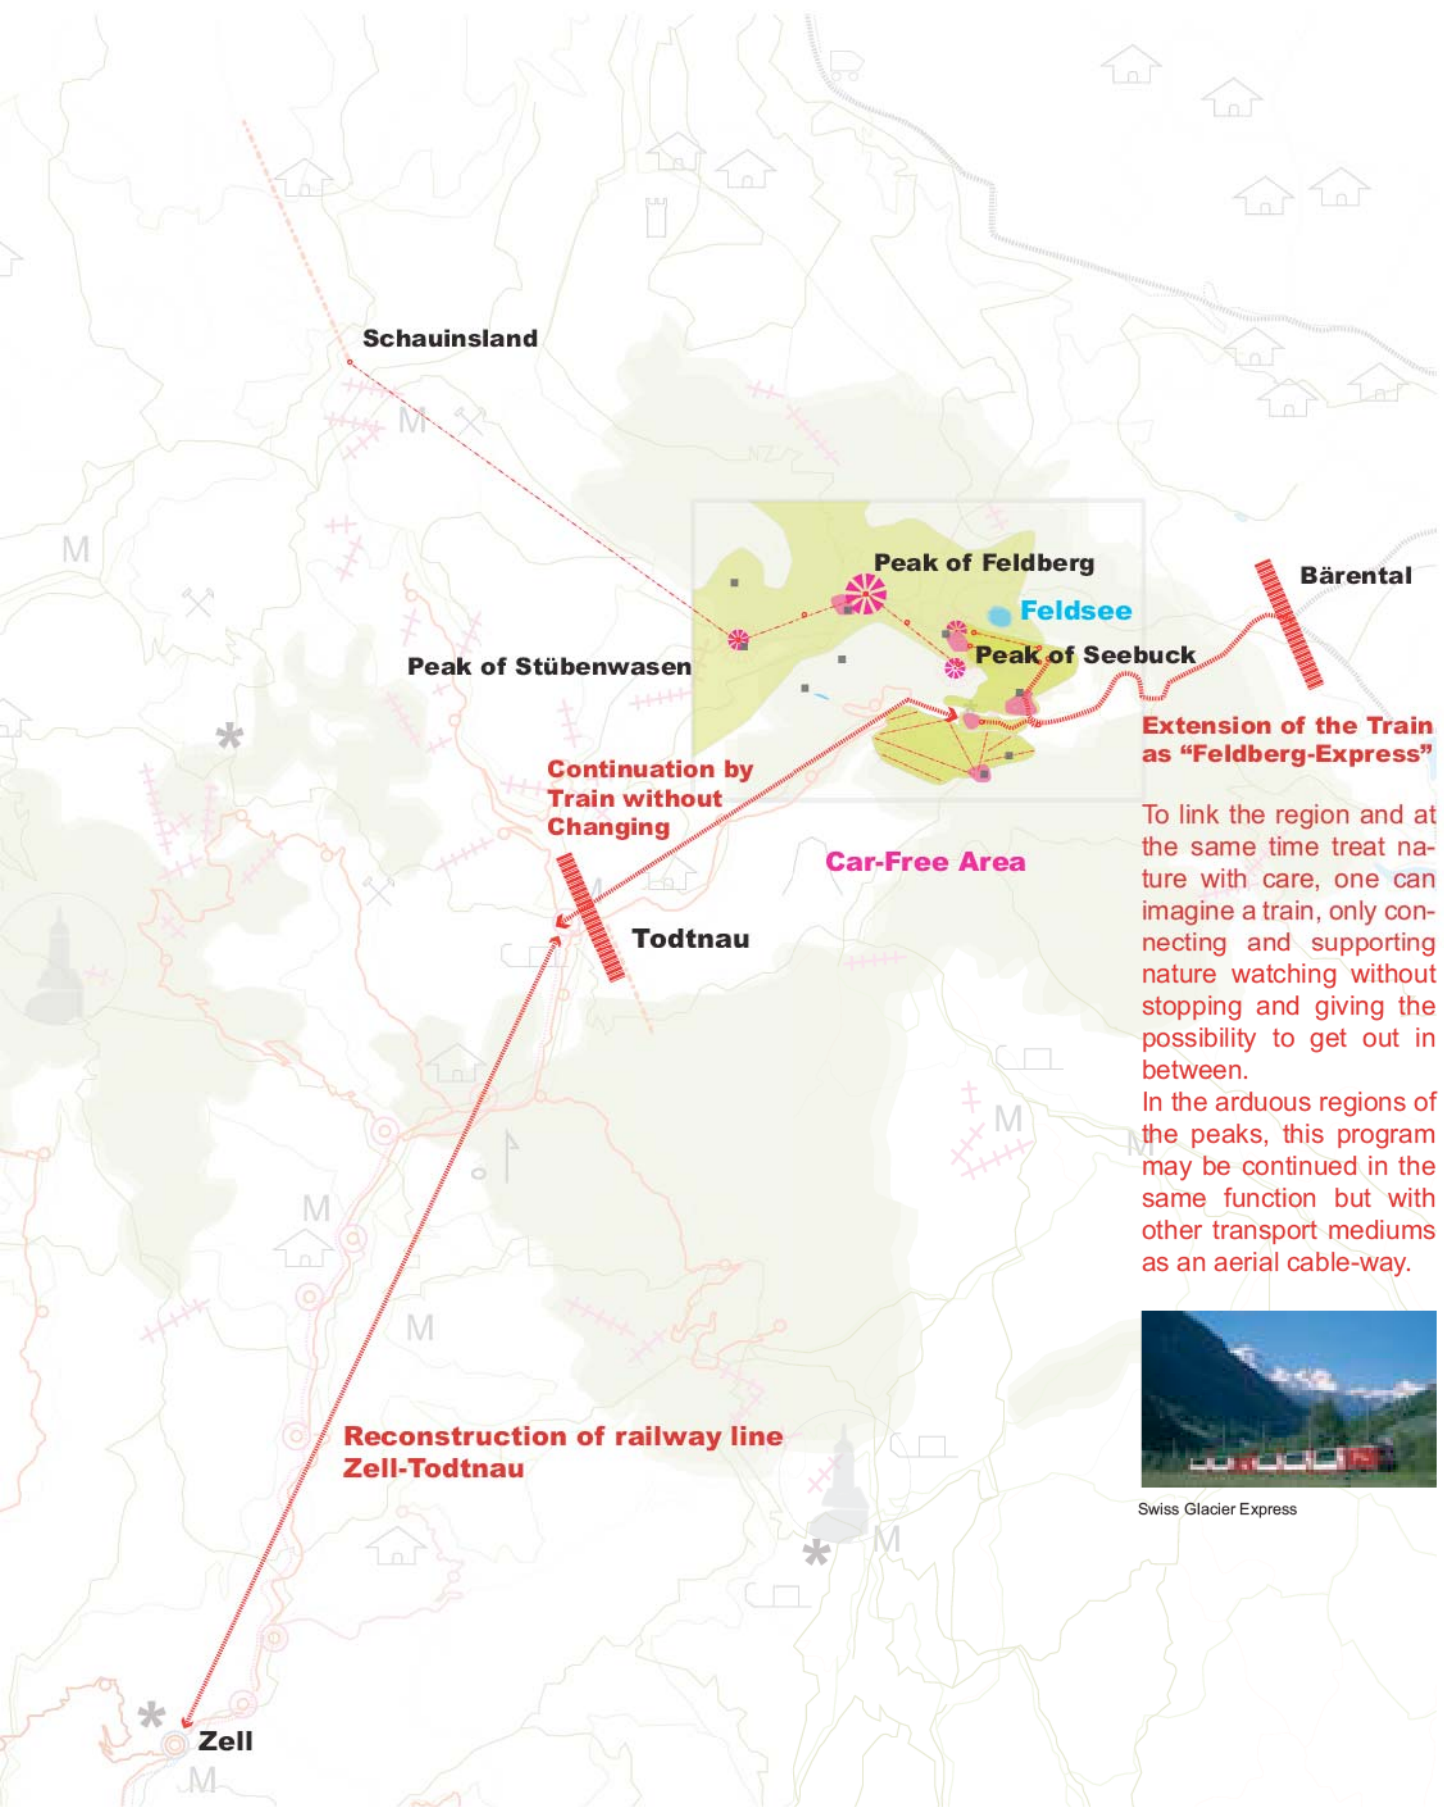 Schauinsland
Peak of Feldberg
Bärental
Feldsee
Peak of Seebuck
Peak of Stübenwasen
Extension of the Train
as “Feldberg-Express”
Continuation by
Train without
Changing
To link the region and at
the same time treat na-
ture with care, one can
imagine a train, only con-
necting and supporting
nature watching without
stopping and giving the
possibility to get out in
between.
In the arduous regions of
the peaks, this program
may be continued in the
same function but with
other transport mediums
as an aerial cable-way.
Car-Free Area
Todtnau
Reconstruction of railway line
Zell-Todtnau
Swiss Glacier Express
Zell
M
M
M
M
M
M
M
M
M
NZ